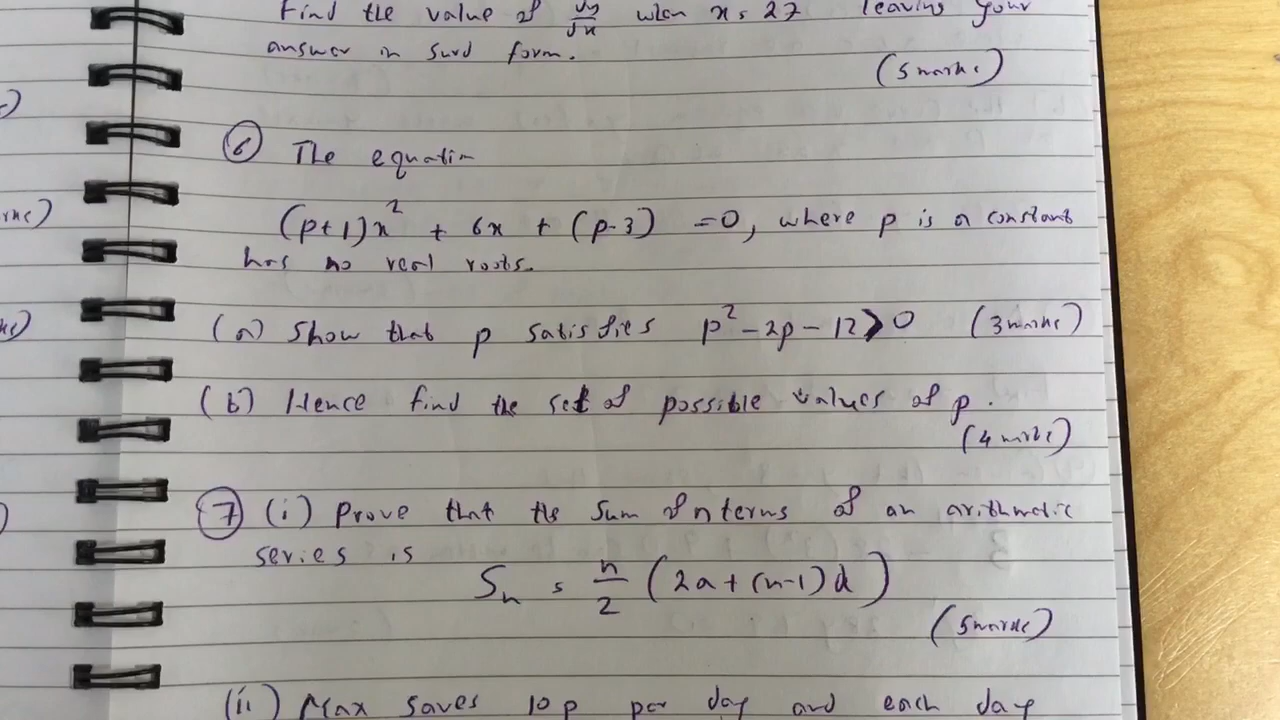 Find the value of dy/dx when x = 27 leaving your
answer in surd form.
(5 marks)
⑥ The equation
(p+1)x² + 6x + (p-3) = 0, where p is a constant
has no real roots.
(a) Show that p satisfies p² - 2p - 12 > 0 (3 marks)
(b) Hence find the set of possible values of p.
(4 marks)
⑦ (i) Prove that the sum of n terms of an arithmetic
series is
Sn = n/2 (2a + (n-1)d)
(5 marks)
(ii) Max saves 10p per day and each day